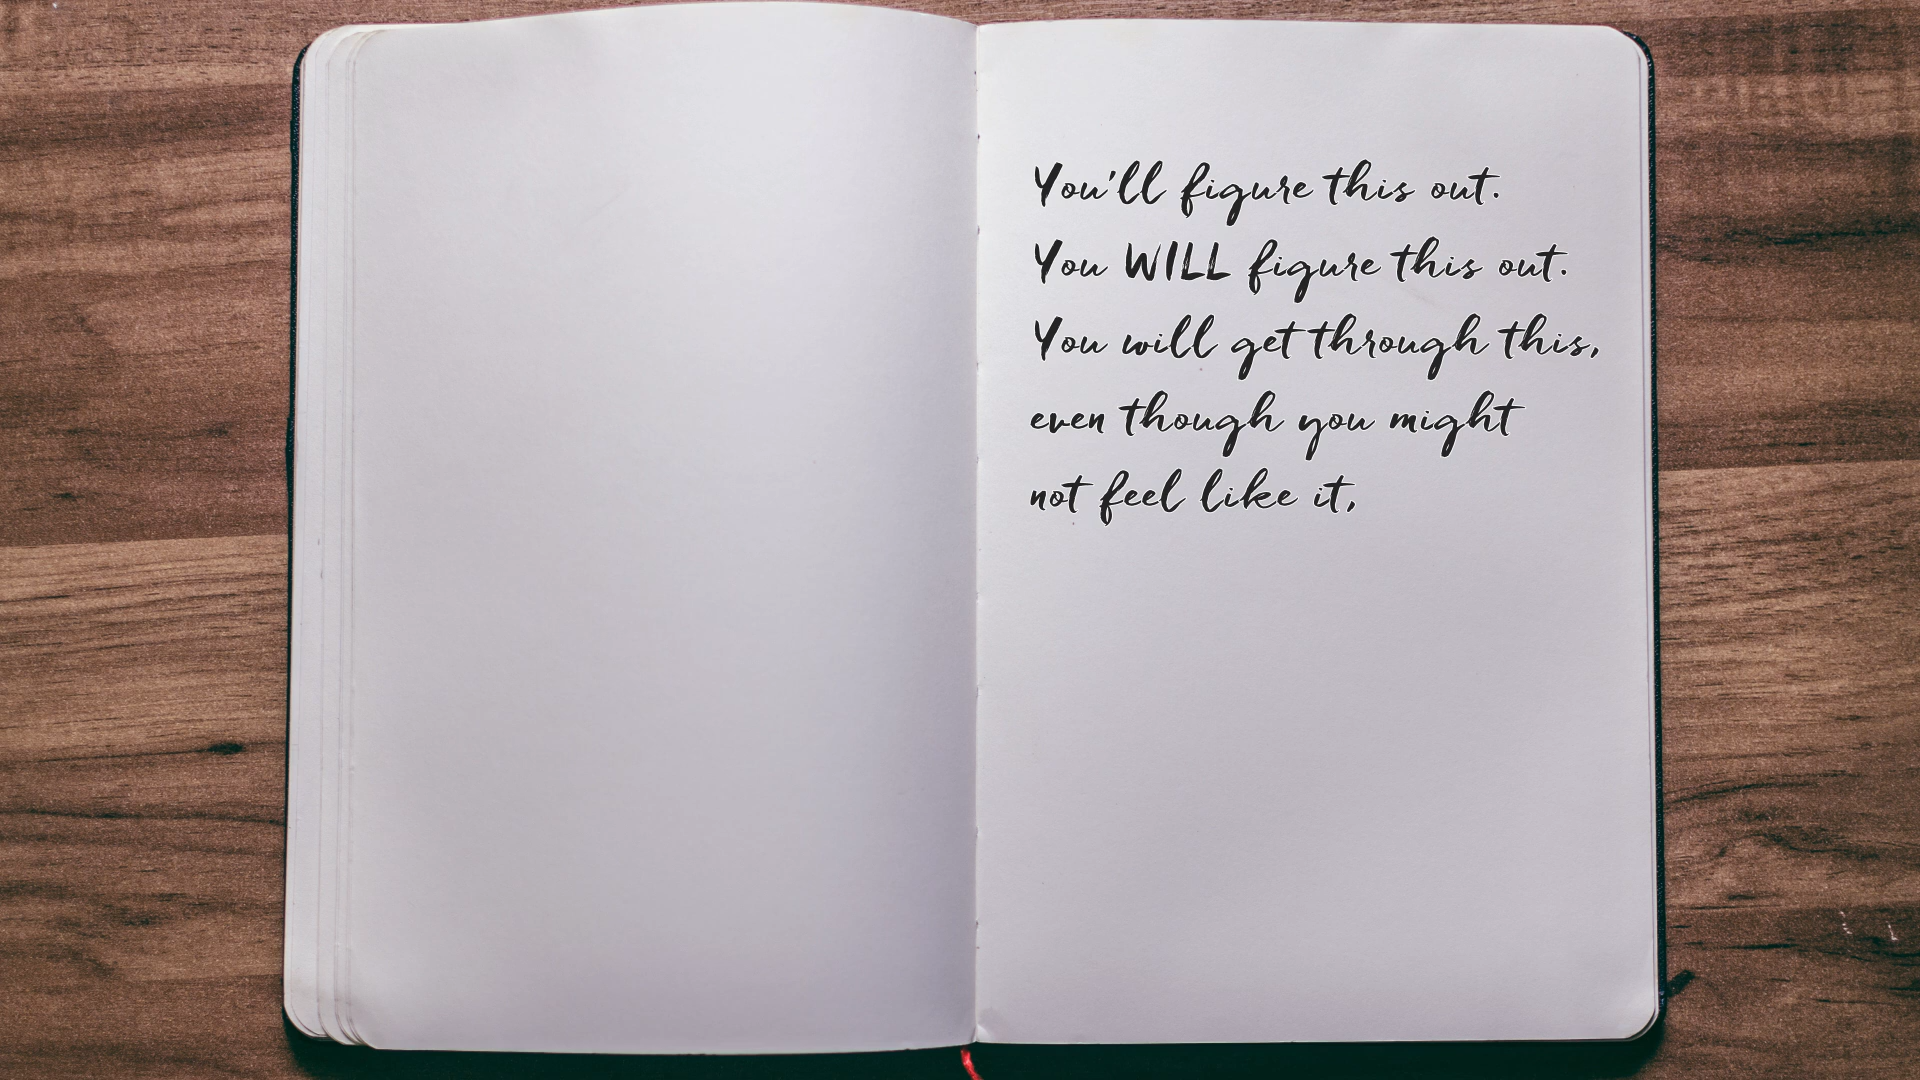 You'll figure this out.
You WILL figure this out.
You will get through this,
even though you might
not feel like it,